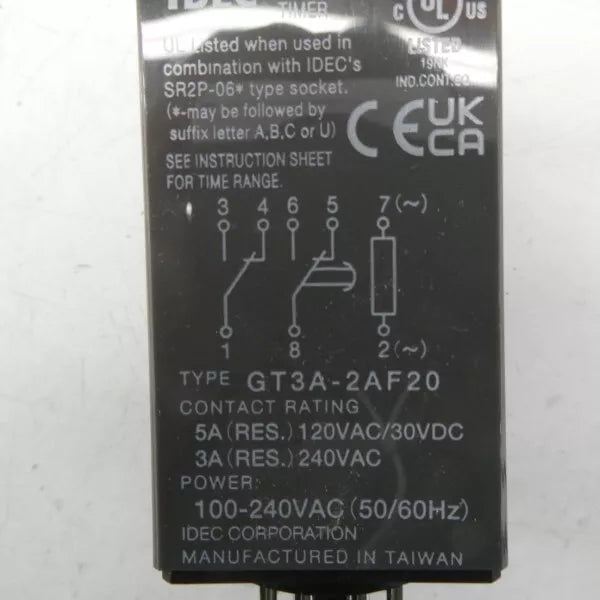 IDEC TIMER
C UL US
LISTED
UL Listed when used in
combination with IDEC's
SR2P-06* type socket.
(*-may be followed by
suffix letter A,B,C or U)
IND.CONT.EQ.
CE UK
CA
SEE INSTRUCTION SHEET
FOR TIME RANGE.
3 4 6 5 7(~)
1 8 2(~)
TYPE GT3A-2AF20
CONTACT RATING
5A(RES.)120VAC/30VDC
3A(RES.)240VAC
POWER:
100-240VAC(50/60Hz)
IDEC CORPORATION
MANUFACTURED IN TAIWAN